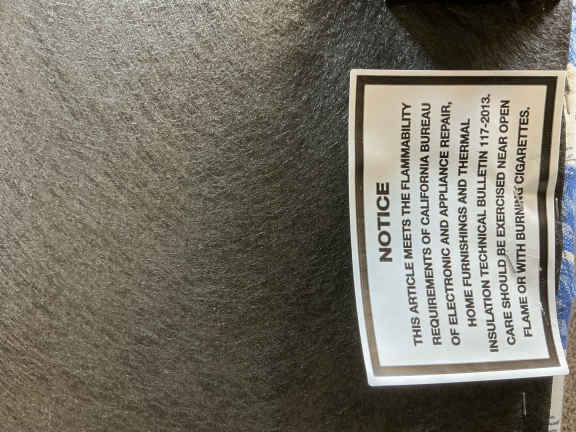 NOTICE
THIS ARTICLE MEETS THE FLAMMABILITY
REQUIREMENTS OF CALIFORNIA BUREAU
OF ELECTRONIC AND APPLIANCE REPAIR,
HOME FURNISHINGS AND THERMAL
INSULATION TECHNICAL BULLETIN 117-2013.
CARE SHOULD BE EXERCISED NEAR OPEN
FLAME OR WITH BURNING CIGARETTES.